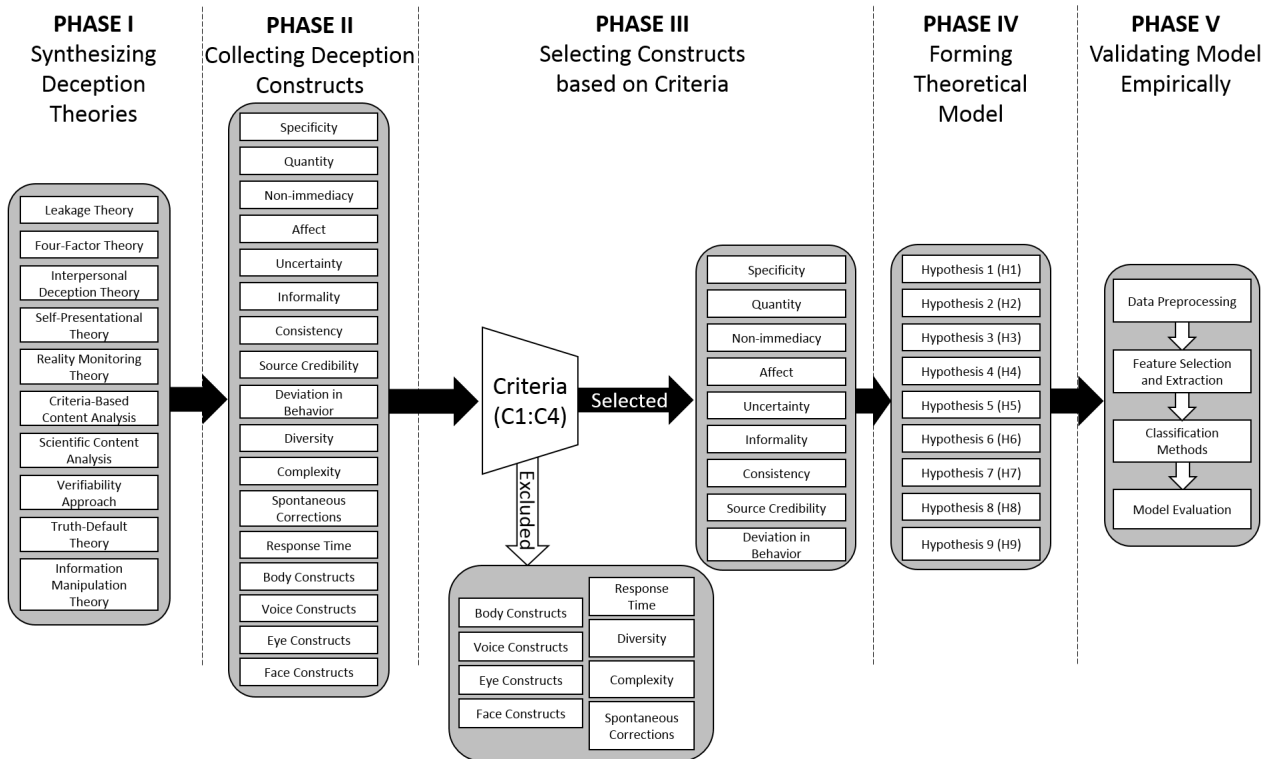 PHASE I
Synthesizing
Deception
Theories
Leakage Theory
Four-Factor Theory
Interpersonal
Deception Theory
Self-Presentational
Theory
Reality Monitoring
Theory
Criteria-Based
Content Analysis
Scientific Content
Analysis
Verifiability
Approach
Truth-Default
Theory
Information
Manipulation
Theory
PHASE II
Collecting Deception
Constructs
Specificity
Quantity
Non-immediacy
Affect
Uncertainty
Informality
Consistency
Source Credibility
Deviation in
Behavior
Diversity
Complexity
Spontaneous
Corrections
Response Time
Body Constructs
Voice Constructs
Eye Constructs
Face Constructs
PHASE III
Selecting Constructs
based on Criteria
Criteria
(C1:C4)
Selected
Excluded
Body Constructs
Voice Constructs
Eye Constructs
Face Constructs
Response
Time
Diversity
Complexity
Spontaneous
Corrections
Specificity
Quantity
Non-immediacy
Affect
Uncertainty
Informality
Consistency
Source Credibility
Deviation in
Behavior
PHASE IV
Forming
Theoretical
Model
Hypothesis 1 (H1)
Hypothesis 2 (H2)
Hypothesis 3 (H3)
Hypothesis 4 (H4)
Hypothesis 5 (H5)
Hypothesis 6 (H6)
Hypothesis 7 (H7)
Hypothesis 8 (H8)
Hypothesis 9 (H9)
PHASE V
Validating Model
Empirically
Data Preprocessing
Feature Selection
and Extraction
Classification
Methods
Model Evaluation